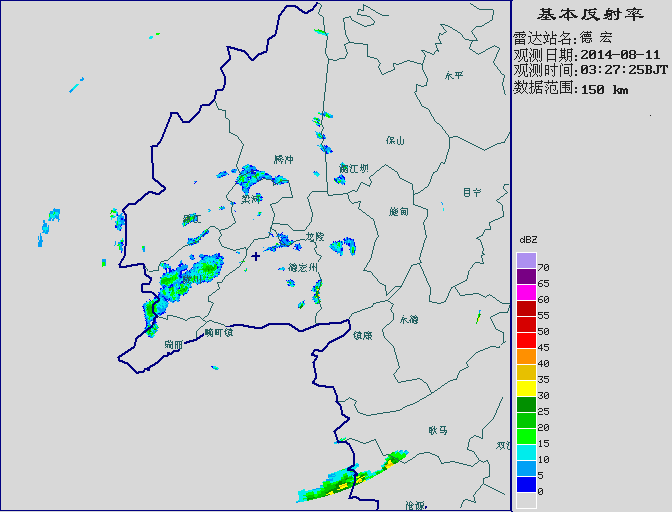 基本反射率
雷达站名:德 宏
观测日期:2014-08-11
观测时间:03:27:25BJT
数据范围:150 km
永平
保山
腾冲
潞江坝
昌宁
梁河
施甸
盈江
龙陵
德宏州
陇川
永德
畹町镇
镇康
瑞丽
耿马
双江
沧源
dBZ
70
65
60
55
50
45
40
35
30
25
20
15
10
5
0